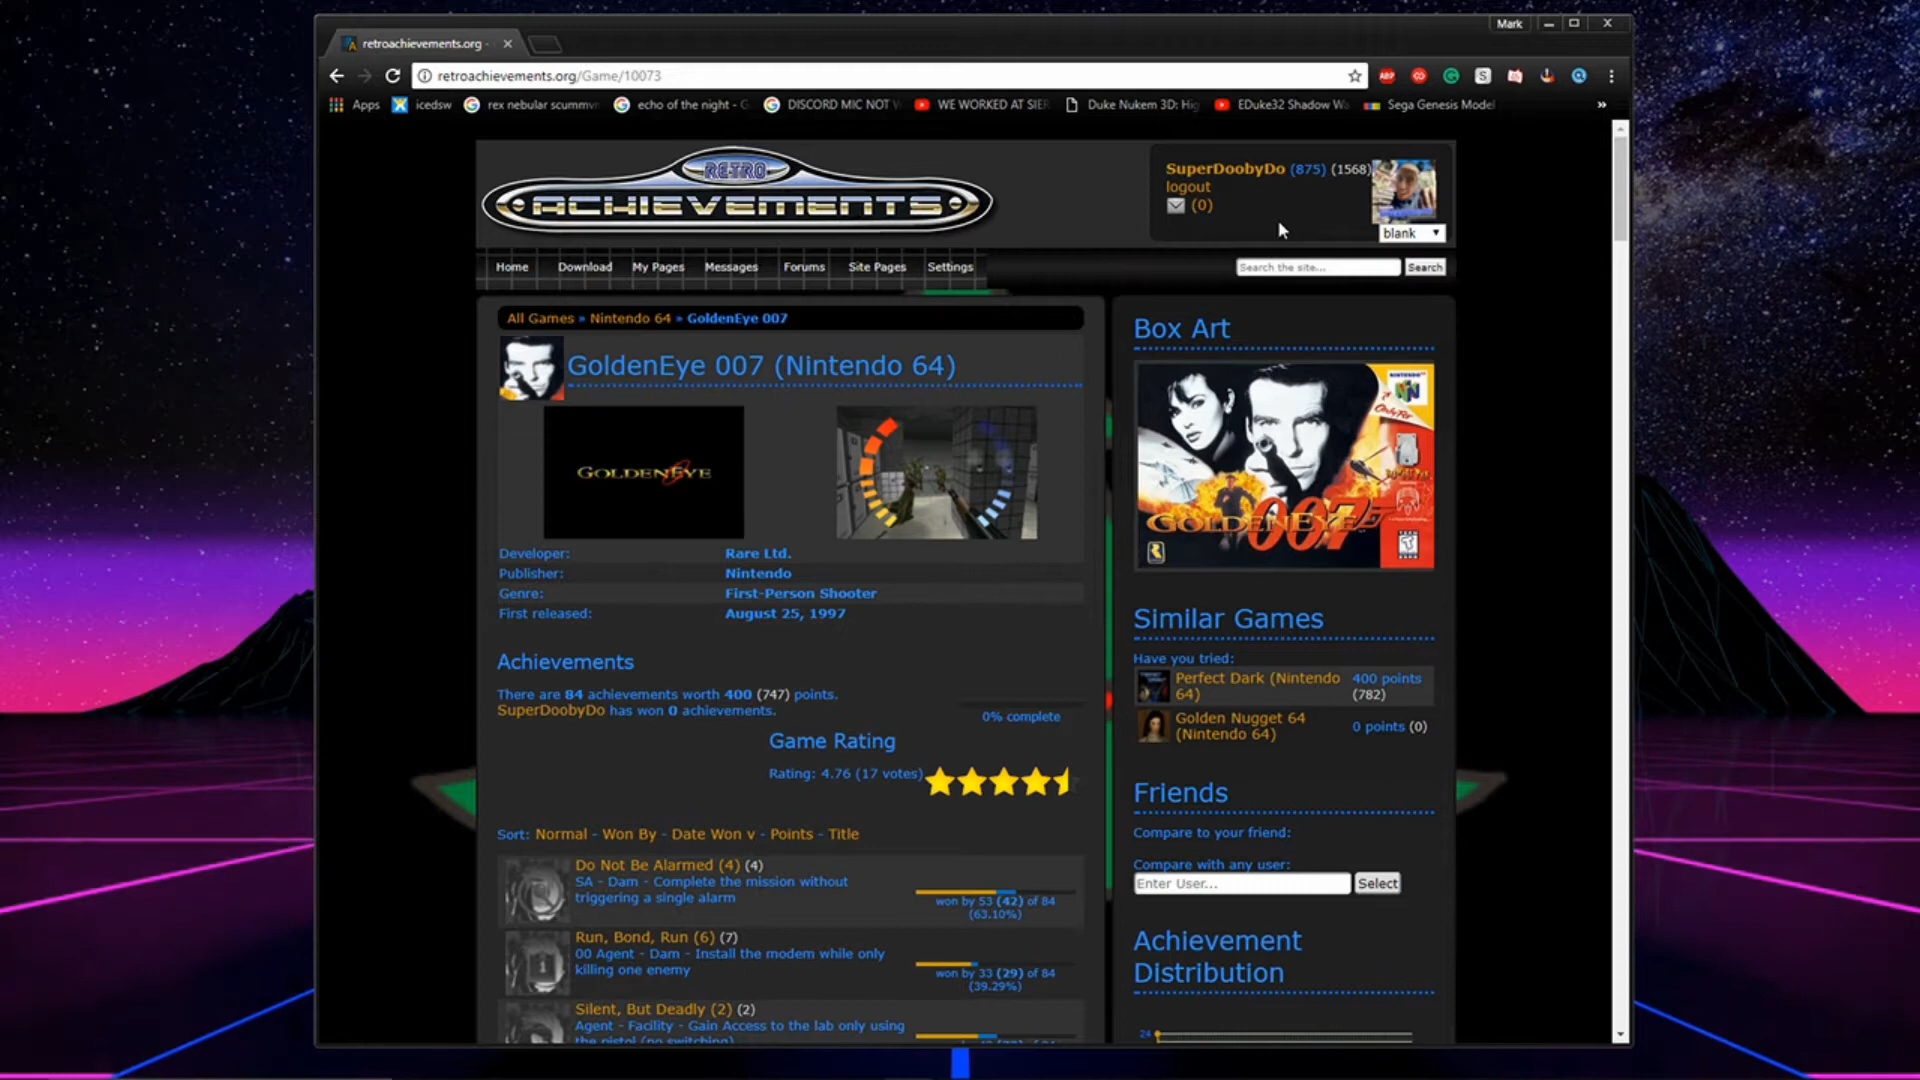 Mark
retroachievements.org -
retroachievements.org/Game/10073
Apps
icedsw
rex nebular scummv
echo of the night - G
DISCORD MIC NOT V
WE WORKED AT SIER
Duke Nukem 3D: Hig
EDuke32 Shadow Wa
Sega Genesis Model
»
RETRO
ACHIEVEMENTS
SuperDoobyDo (875) (1568)
logout
(0)
blank
Home
Download
My Pages
Messages
Forums
Site Pages
Settings
Search the site...
Search
All Games » Nintendo 64 » GoldenEye 007
GoldenEye 007 (Nintendo 64)
GOLDENEYE
Developer: Rare Ltd.
Publisher: Nintendo
Genre: First-Person Shooter
First released: August 25, 1997
Achievements
There are 84 achievements worth 400 (747) points.
SuperDoobyDo has won 0 achievements.
0% complete
Game Rating
Rating: 4.76 (17 votes)
Sort: Normal - Won By - Date Won v - Points - Title
Do Not Be Alarmed (4) (4)
SA - Dam - Complete the mission without
triggering a single alarm
won by 53 (42) of 84
(63.10%)
Run, Bond, Run (6) (7)
00 Agent - Dam - Install the modem while only
killing one enemy
won by 33 (29) of 84
(39.29%)
Silent, But Deadly (2) (2)
Agent - Facility - Gain Access to the lab only using
the pistol (no switching)
Box Art
NINTENDO
Only For
GOLDENEYE 007
Similar Games
Have you tried:
Perfect Dark (Nintendo
64)
400 points
(782)
Golden Nugget 64
(Nintendo 64)
0 points (0)
Friends
Compare to your friend:
Compare with any user:
Enter User...
Select
Achievement
Distribution
24